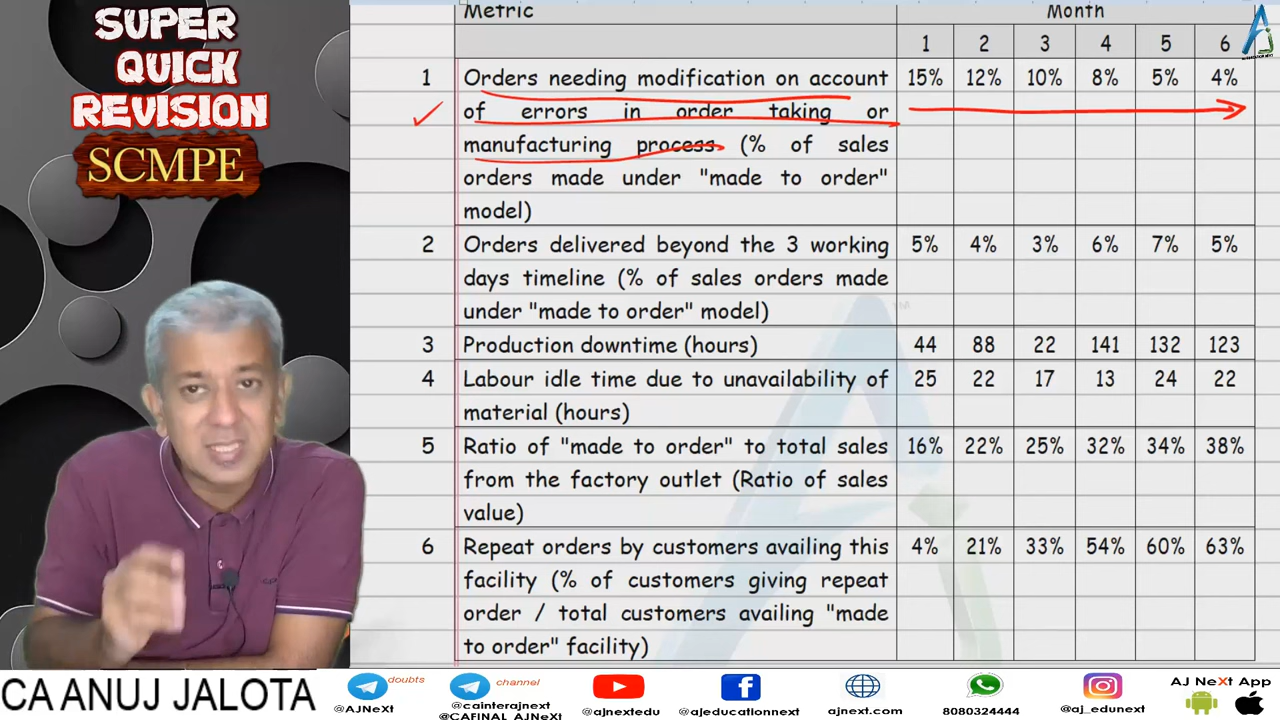 SUPER
QUICK
REVISION
SCMPE
Metric Month
1 2 3 4 5 6
1 Orders needing modification on account 15% 12% 10% 8% 5% 4%
of errors in order taking or
manufacturing process (% of sales
orders made under "made to order"
model)
2 Orders delivered beyond the 3 working 5% 4% 3% 6% 7% 5%
days timeline (% of sales orders made
under "made to order" model)
3 Production downtime (hours) 44 88 22 141 132 123
4 Labour idle time due to unavailability of 25 22 17 13 24 22
material (hours)
5 Ratio of "made to order" to total sales 16% 22% 25% 32% 34% 38%
from the factory outlet (Ratio of sales
value)
6 Repeat orders by customers availing this 4% 21% 33% 54% 60% 63%
facility (% of customers giving repeat
order / total customers availing "made
to order" facility)
TM
CA ANUJ JALOTA
doubts
@AJNeXt
channel
@cainterajnext
@CAFINAL_AJNeXt
@ajnextedu
@ajeducationnext
ajnext.com
8080324444
@aj_edunext
AJ NeXt App